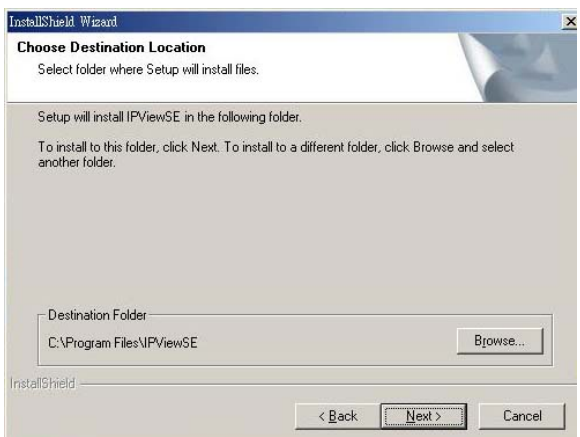 InstallShield Wizard
Choose Destination Location
Select folder where Setup will install files.
Setup will install IPViewSE in the following folder.
To install to this folder, click Next. To install to a different folder, click Browse and select
another folder.
Destination Folder
C:\Program Files\IPViewSE
Browse...
InstallShield
< Back
Next >
Cancel